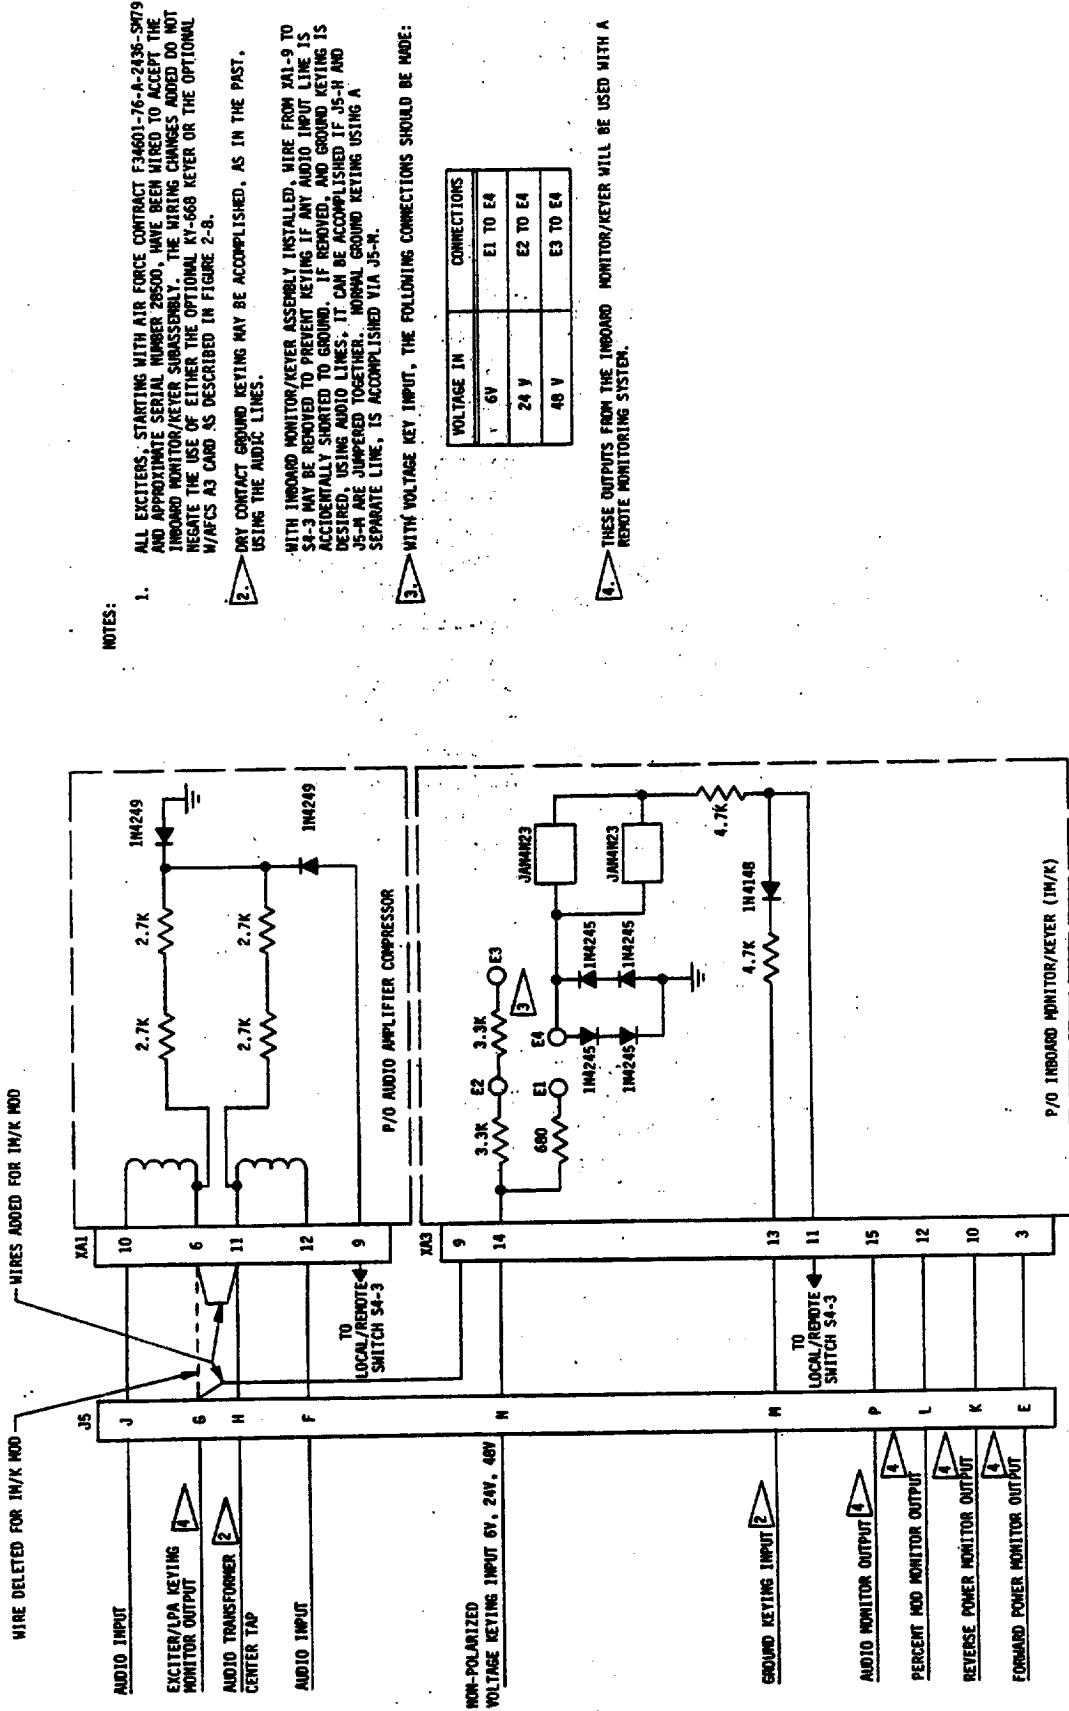 WIRE DELETED FOR IM/K MOD
WIRES ADDED FOR IM/K MOD
J5
XA1
AUDIO INPUT
J
10
EXCITER/LPA KEYING
MONITOR OUTPUT
4
G
6
AUDIO TRANSFORMER
CENTER TAP
2
H
11
AUDIO INPUT
F
12
9
TO
LOCAL/REMOTE
SWITCH S4-3
2.7K
2.7K
1N4249
2.7K
2.7K
1N4249
P/O AUDIO AMPLIFIER COMPRESSOR
XA3
9
NON-POLARIZED
VOLTAGE KEYING INPUT 6V, 24V, 48V
N
14
3.3K
E2
3.3K
E3
680
E1
E4
3
1N4245
1N4245
1N4245
1N4245
JAN4N23
JAN4N23
4.7K
GROUND KEYING INPUT
2
M
13
4.7K
1N4148
TO
LOCAL/REMOTE
SWITCH S4-3
11
AUDIO MONITOR OUTPUT
4
P
15
PERCENT MOD MONITOR OUTPUT
4
L
12
REVERSE POWER MONITOR OUTPUT
4
K
10
FORWARD POWER MONITOR OUTPUT
4
E
3
P/O INBOARD MONITOR/KEYER (IM/K)
NOTES:
1. ALL EXCITERS, STARTING WITH AIR FORCE CONTRACT F34601-76-A-2436-SM79
AND APPROXIMATE SERIAL NUMBER 28500, HAVE BEEN WIRED TO ACCEPT THE
INBOARD MONITOR/KEYER SUBASSEMBLY. THE WIRING CHANGES ADDED DO NOT
NEGATE THE USE OF EITHER THE OPTIONAL KY-668 KEYER OR THE OPTIONAL
W/AFCS A3 CARD AS DESCRIBED IN FIGURE 2-8.
2. DRY CONTACT GROUND KEYING MAY BE ACCOMPLISHED, AS IN THE PAST,
USING THE AUDIC LINES.
WITH INBOARD MONITOR/KEYER ASSEMBLY INSTALLED, WIRE FROM XA1-9 TO
S4-3 MAY BE REMOVED TO PREVENT KEYING IF ANY AUDIO INPUT LINE IS
ACCIDENTALLY SHORTED TO GROUND. IF REMOVED, AND GROUND KEYING IS
DESIRED, USING AUDIO LINES, IT CAN BE ACCOMPLISHED IF J5-H AND
J5-M ARE JUMPERED TOGETHER. NORMAL GROUND KEYING USING A
SEPARATE LINE, IS ACCOMPLISHED VIA J5-M.
3. WITH VOLTAGE KEY INPUT, THE FOLLOWING CONNECTIONS SHOULD BE MADE:
VOLTAGE IN CONNECTIONS
6V E1 TO E4
24 V E2 TO E4
48 V E3 TO E4
4. THESE OUTPUTS FROM THE INBOARD MONITOR/KEYER WILL BE USED WITH A
REMOTE MONITORING SYSTEM.